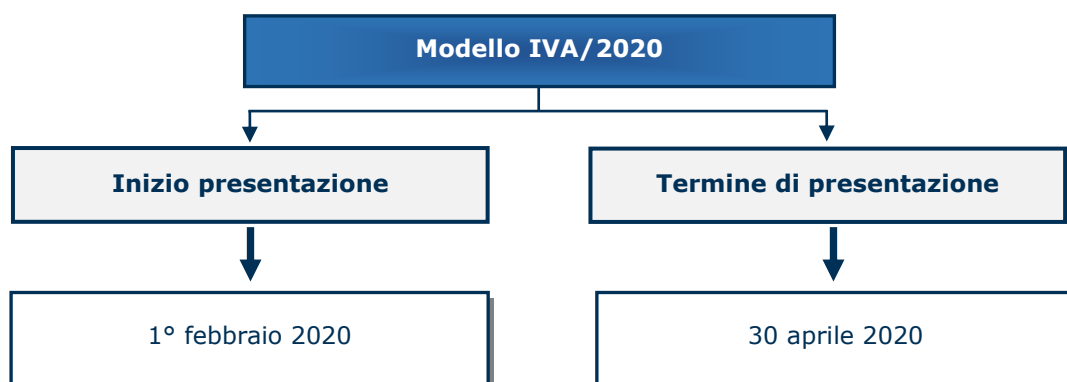 Modello IVA/2020
Inizio presentazione
Termine di presentazione
1° febbraio 2020
30 aprile 2020